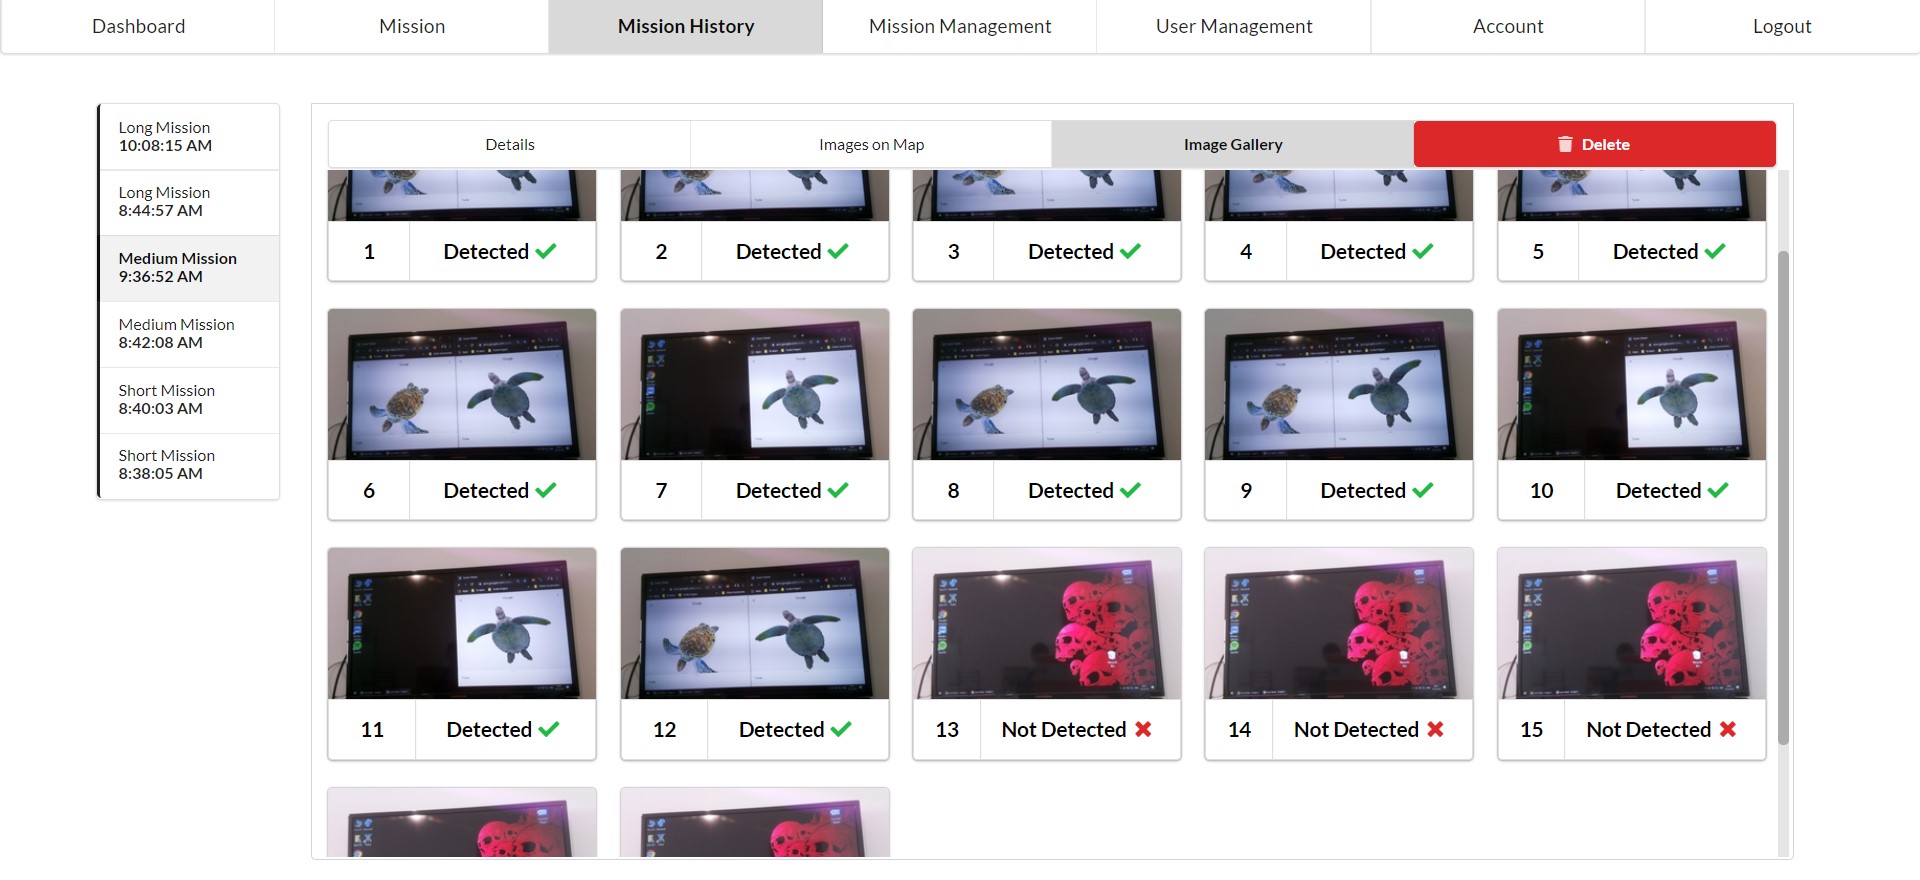 Dashboard
Mission
Mission History
Mission Management
User Management
Account
Logout
Long Mission
10:08:15 AM
Long Mission
8:44:57 AM
Medium Mission
9:36:52 AM
Medium Mission
8:42:08 AM
Short Mission
8:40:03 AM
Short Mission
8:38:05 AM
Details
Images on Map
Image Gallery
Delete
1 Detected
2 Detected
3 Detected
4 Detected
5 Detected
6 Detected
7 Detected
8 Detected
9 Detected
10 Detected
11 Detected
12 Detected
13 Not Detected
14 Not Detected
15 Not Detected